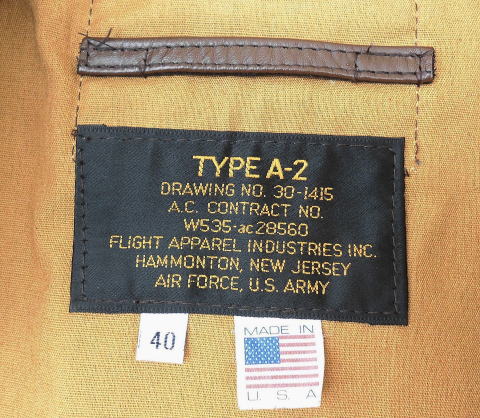 TYPE A-2
DRAWING NO. 30-1415
A.C. CONTRACT NO.
W535-ac28560
FLIGHT APPAREL INDUSTRIES INC.
HAMMONTON, NEW JERSEY
AIR FORCE, U.S. ARMY
40
MADE IN
U. S. A